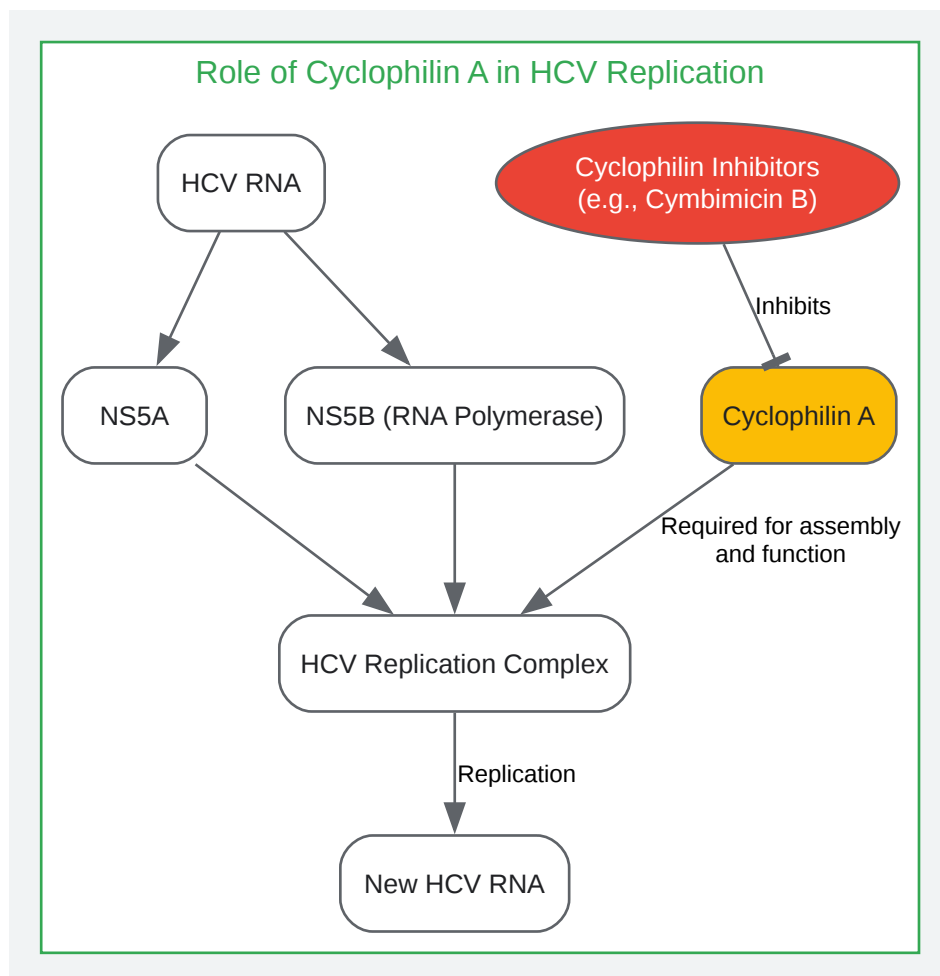 Role of Cyclophilin A in HCV Replication
HCV RNA
Cyclophilin Inhibitors
(e.g., Cymbimicin B)
Inhibits
NS5A
NS5B (RNA Polymerase)
Cyclophilin A
Required for assembly
and function
HCV Replication Complex
Replication
New HCV RNA